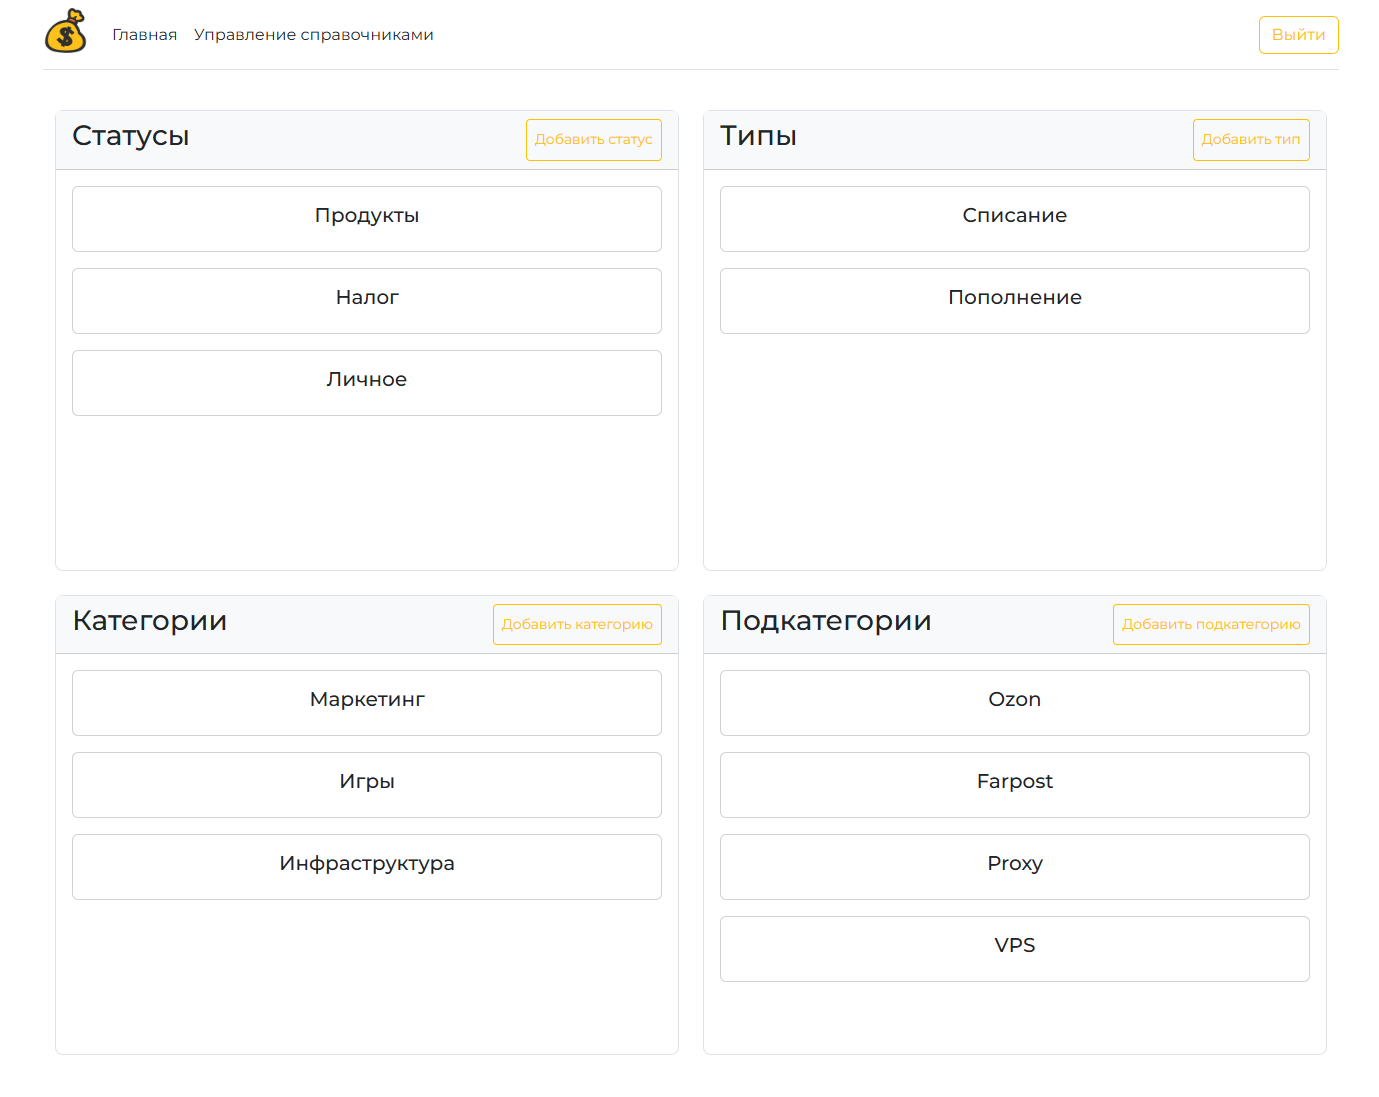 Главная Управление справочниками Выйти
Статусы Добавить статус
Продукты
Налог
Личное
Типы Добавить тип
Списание
Пополнение
Категории Добавить категорию
Маркетинг
Игры
Инфраструктура
Подкатегории Добавить подкатегорию
Ozon
Farpost
Proxy
VPS